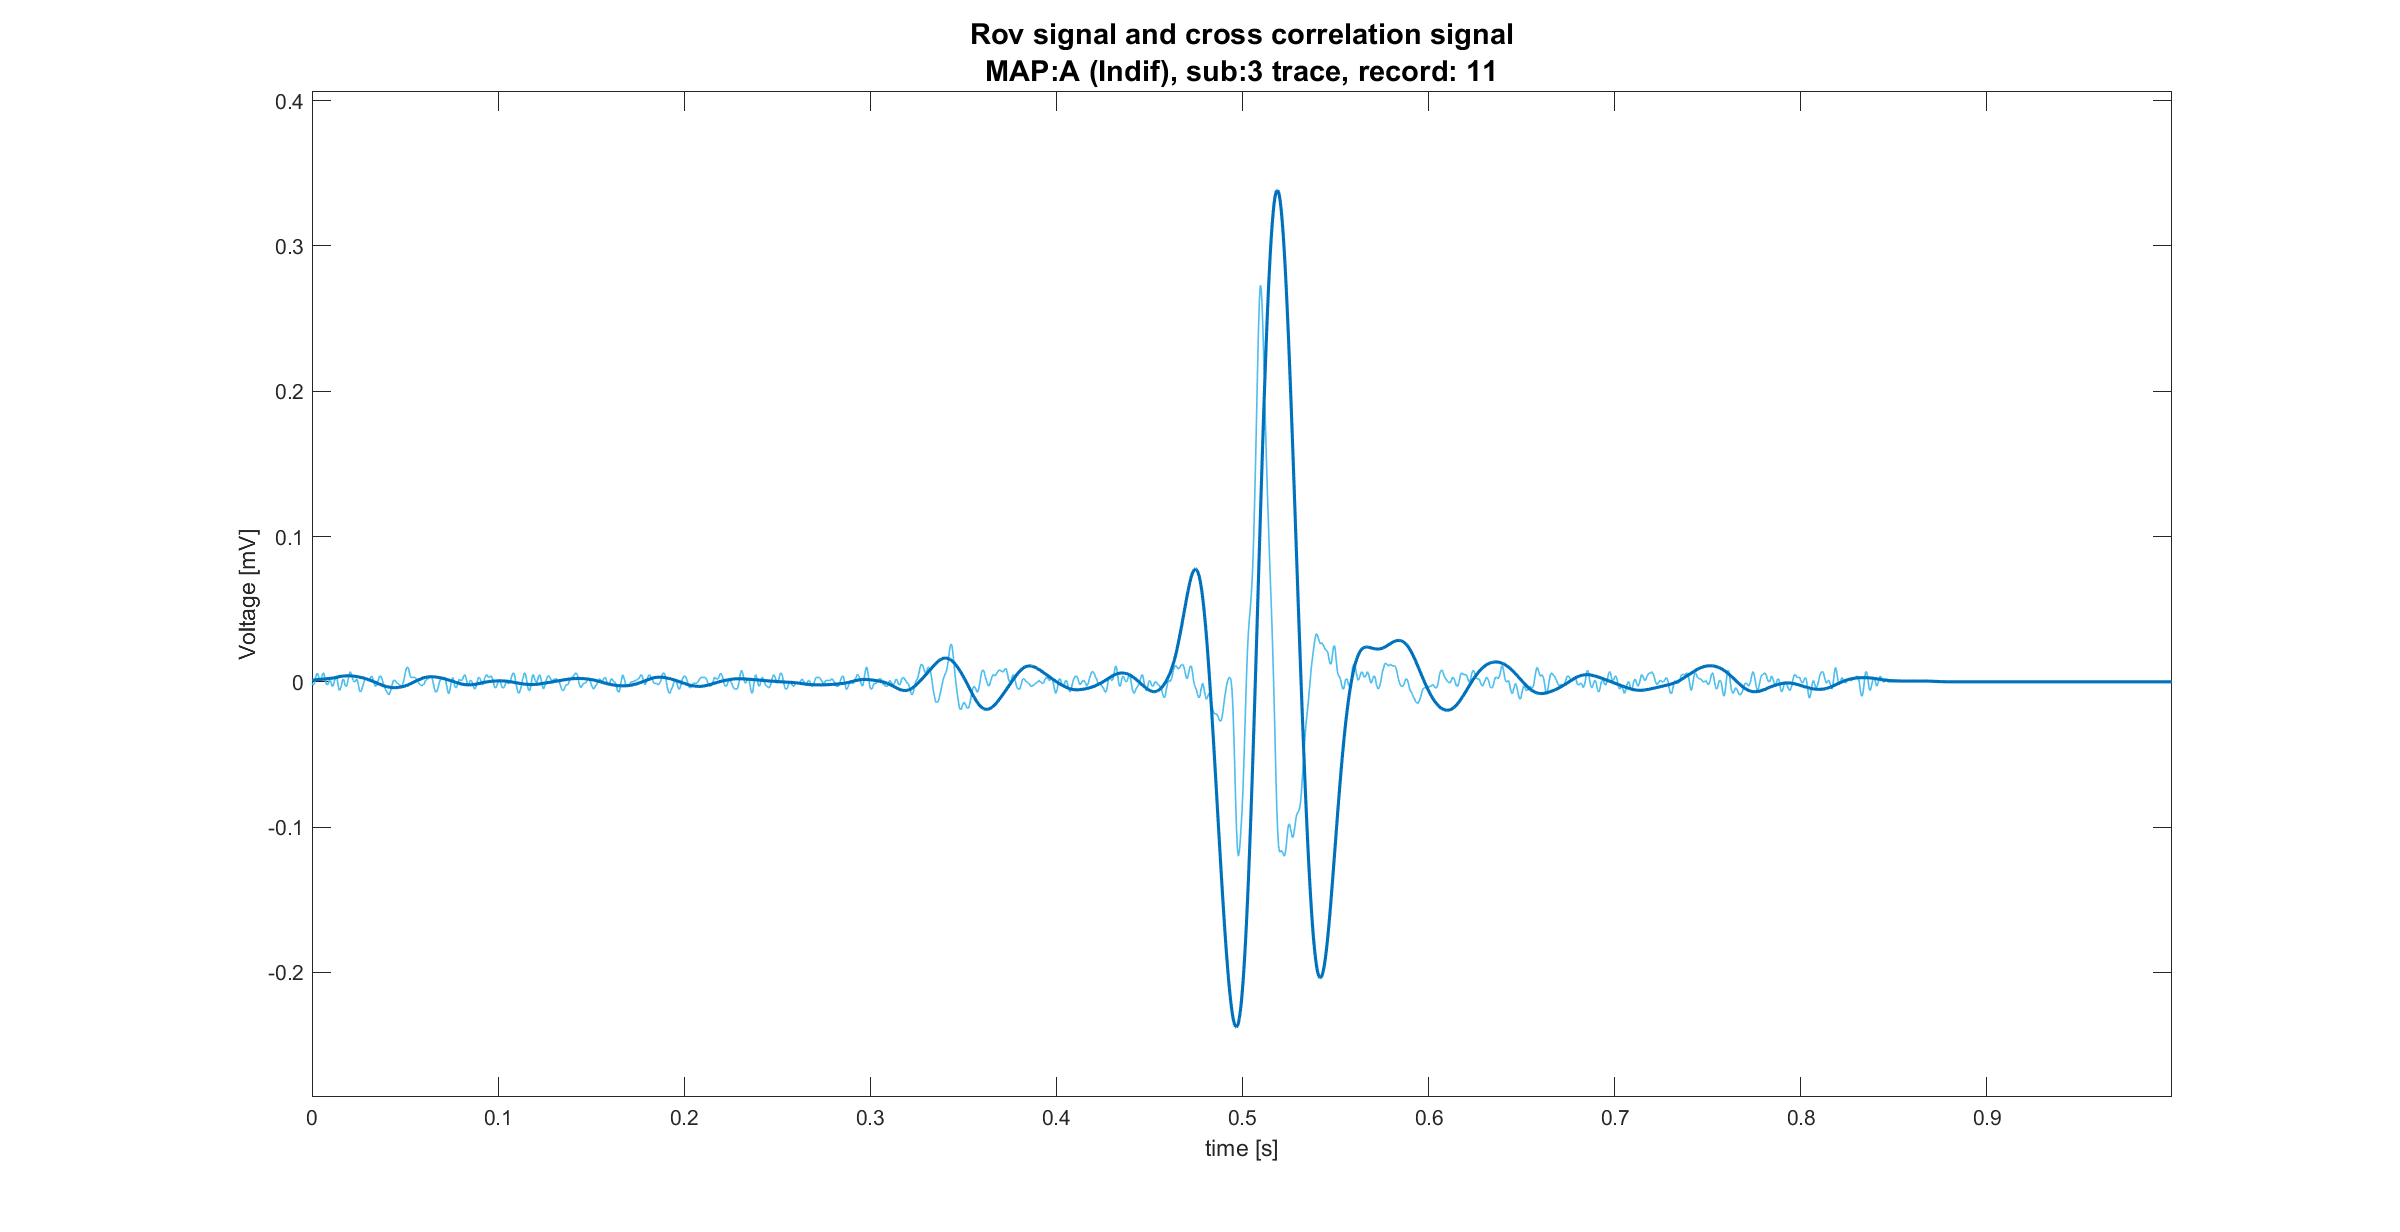 Rov signal and cross correlation signal
MAP:A (Indif), sub:3 trace, record: 11
0.4
0.3
0.2
0.1
0
-0.1
-0.2
Voltage [mV]
0 0.1 0.2 0.3 0.4 0.5 0.6 0.7 0.8 0.9
time [s]